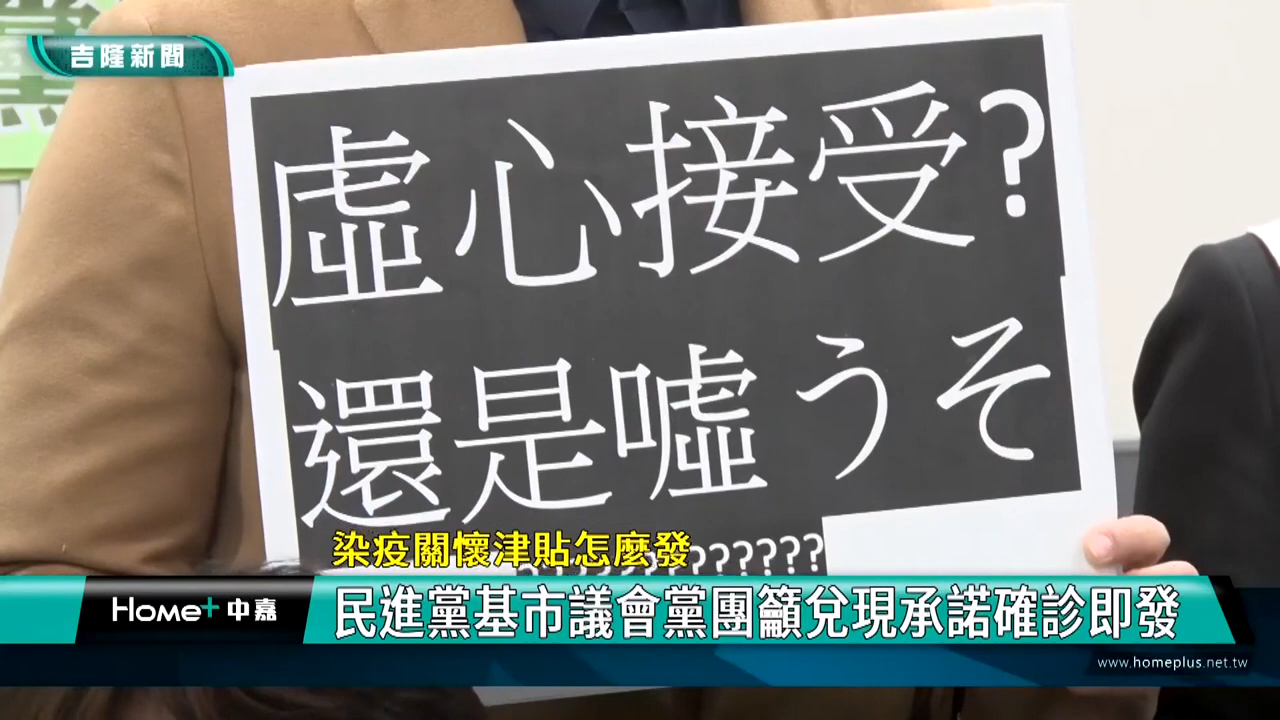 吉隆新聞
虛心接受?
還是噓うそ
染疫關懷津貼怎麼發
Home+中嘉
民進黨基市議會黨團籲兌現承諾確診即發
www.homeplus.net.tw